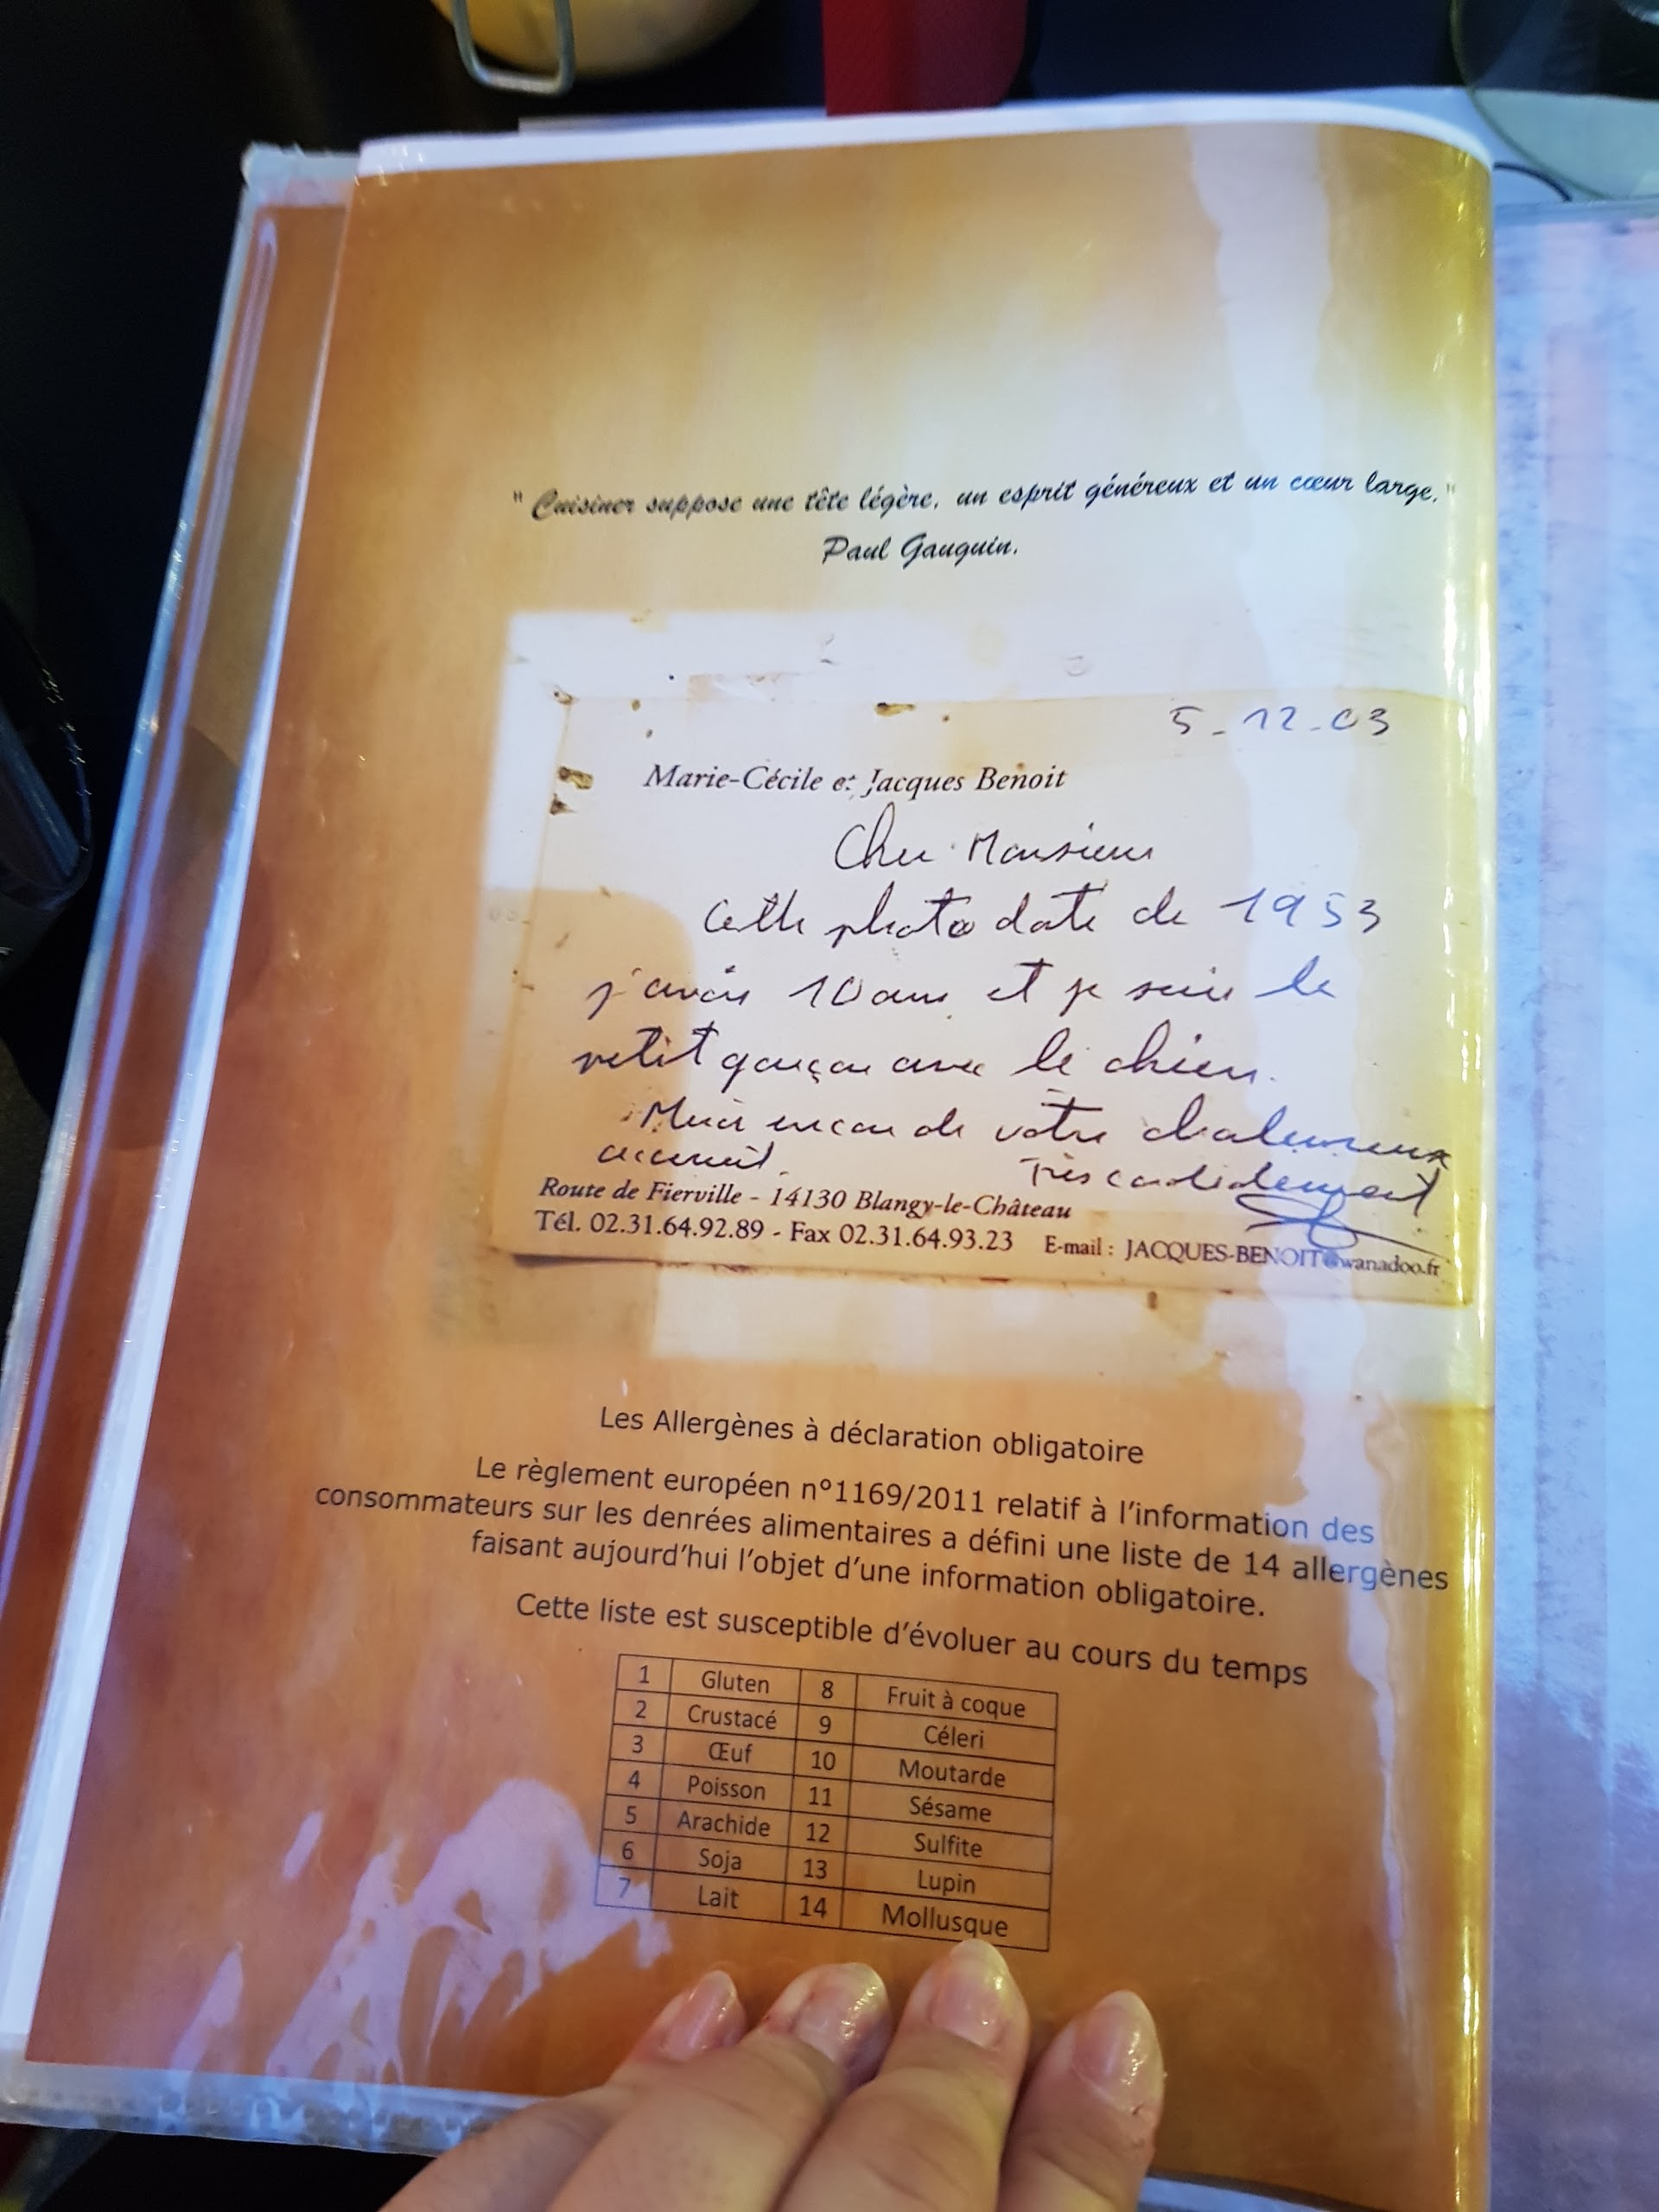 " Cuisiner suppose une tête légère, un esprit généreux et un cœur large. "
Paul Gauguin.
5_12_03
Marie-Cécile et Jacques Benoit
Cher Monsieur
Cette photo date de 1953
j'avais 10 ans et je suis le
petit garçon avec le chien.
Merci encore de votre chaleureux
accueil.
Très cordialement
Route de Fierville - 14130 Blangy-le-Château
Tél. 02.31.64.92.89 - Fax 02.31.64.93.23 E-mail : JACQUES-BENOIT@wanadoo.fr
Les Allergènes à déclaration obligatoire
Le règlement européen n°1169/2011 relatif à l'information des
consommateurs sur les denrées alimentaires a défini une liste de 14 allergènes
faisant aujourd'hui l'objet d'une information obligatoire.
Cette liste est susceptible d'évoluer au cours du temps
1 Gluten 8 Fruit à coque
2 Crustacé 9 Céleri
3 Œuf 10 Moutarde
4 Poisson 11 Sésame
5 Arachide 12 Sulfite
6 Soja 13 Lupin
7 Lait 14 Mollusque